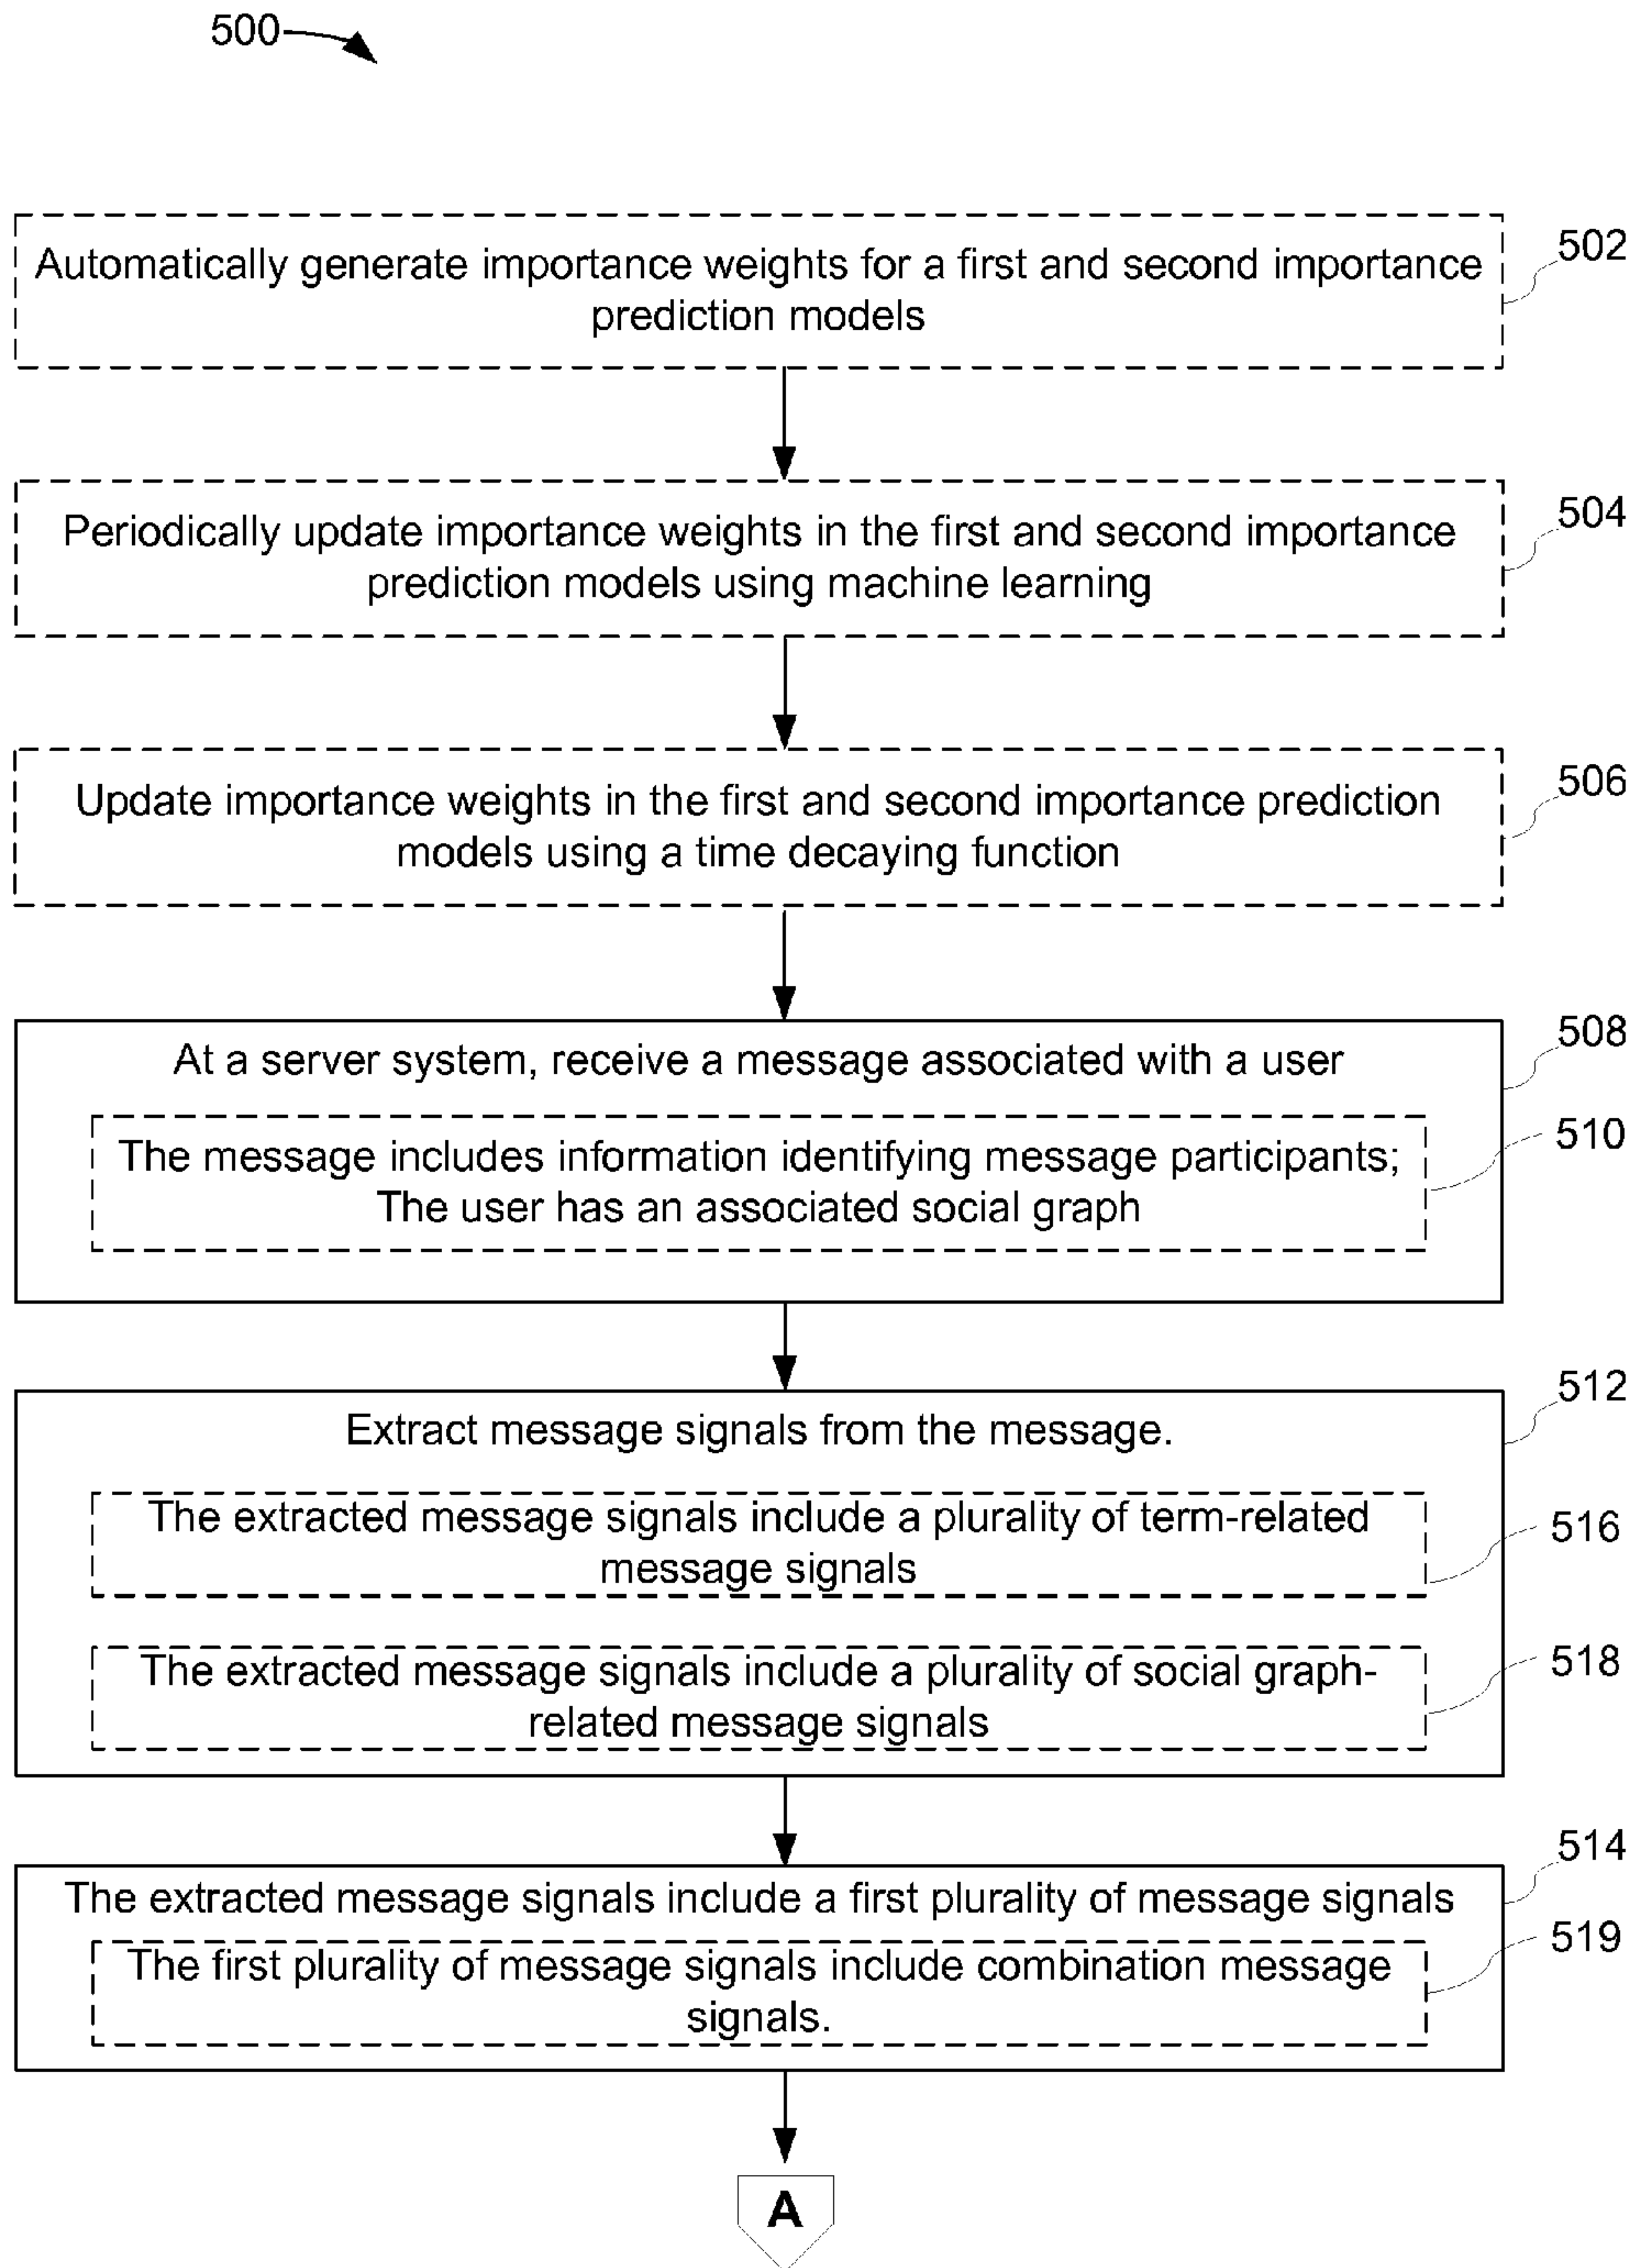 500
Automatically generate importance weights for a first and second importance
prediction models
502
Periodically update importance weights in the first and second importance
prediction models using machine learning
504
Update importance weights in the first and second importance prediction
models using a time decaying function
506
At a server system, receive a message associated with a user
508
The message includes information identifying message participants;
The user has an associated social graph
510
Extract message signals from the message.
512
The extracted message signals include a plurality of term-related
message signals
516
The extracted message signals include a plurality of social graph-
related message signals
518
The extracted message signals include a first plurality of message signals
514
The first plurality of message signals include combination message
signals.
519
A